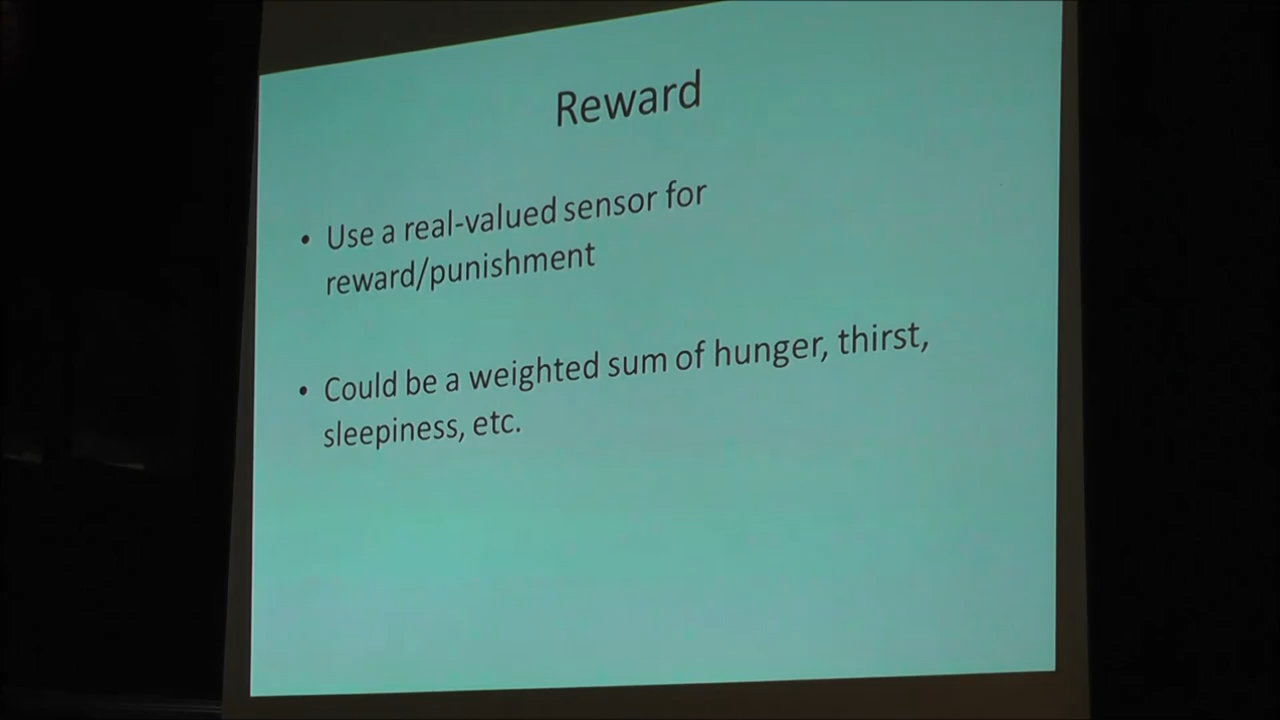 Reward
• Use a real-valued sensor for
reward/punishment
• Could be a weighted sum of hunger, thirst,
sleepiness, etc.